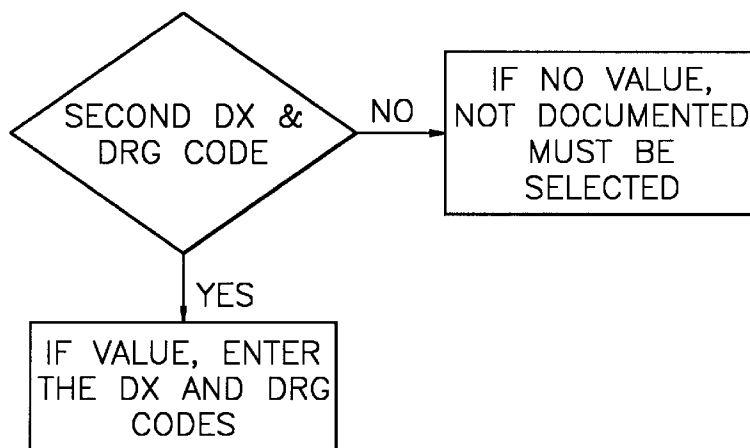 SECOND DX &
DRG CODE
NO
IF NO VALUE,
NOT DOCUMENTED
MUST BE
SELECTED
YES
IF VALUE, ENTER
THE DX AND DRG
CODES